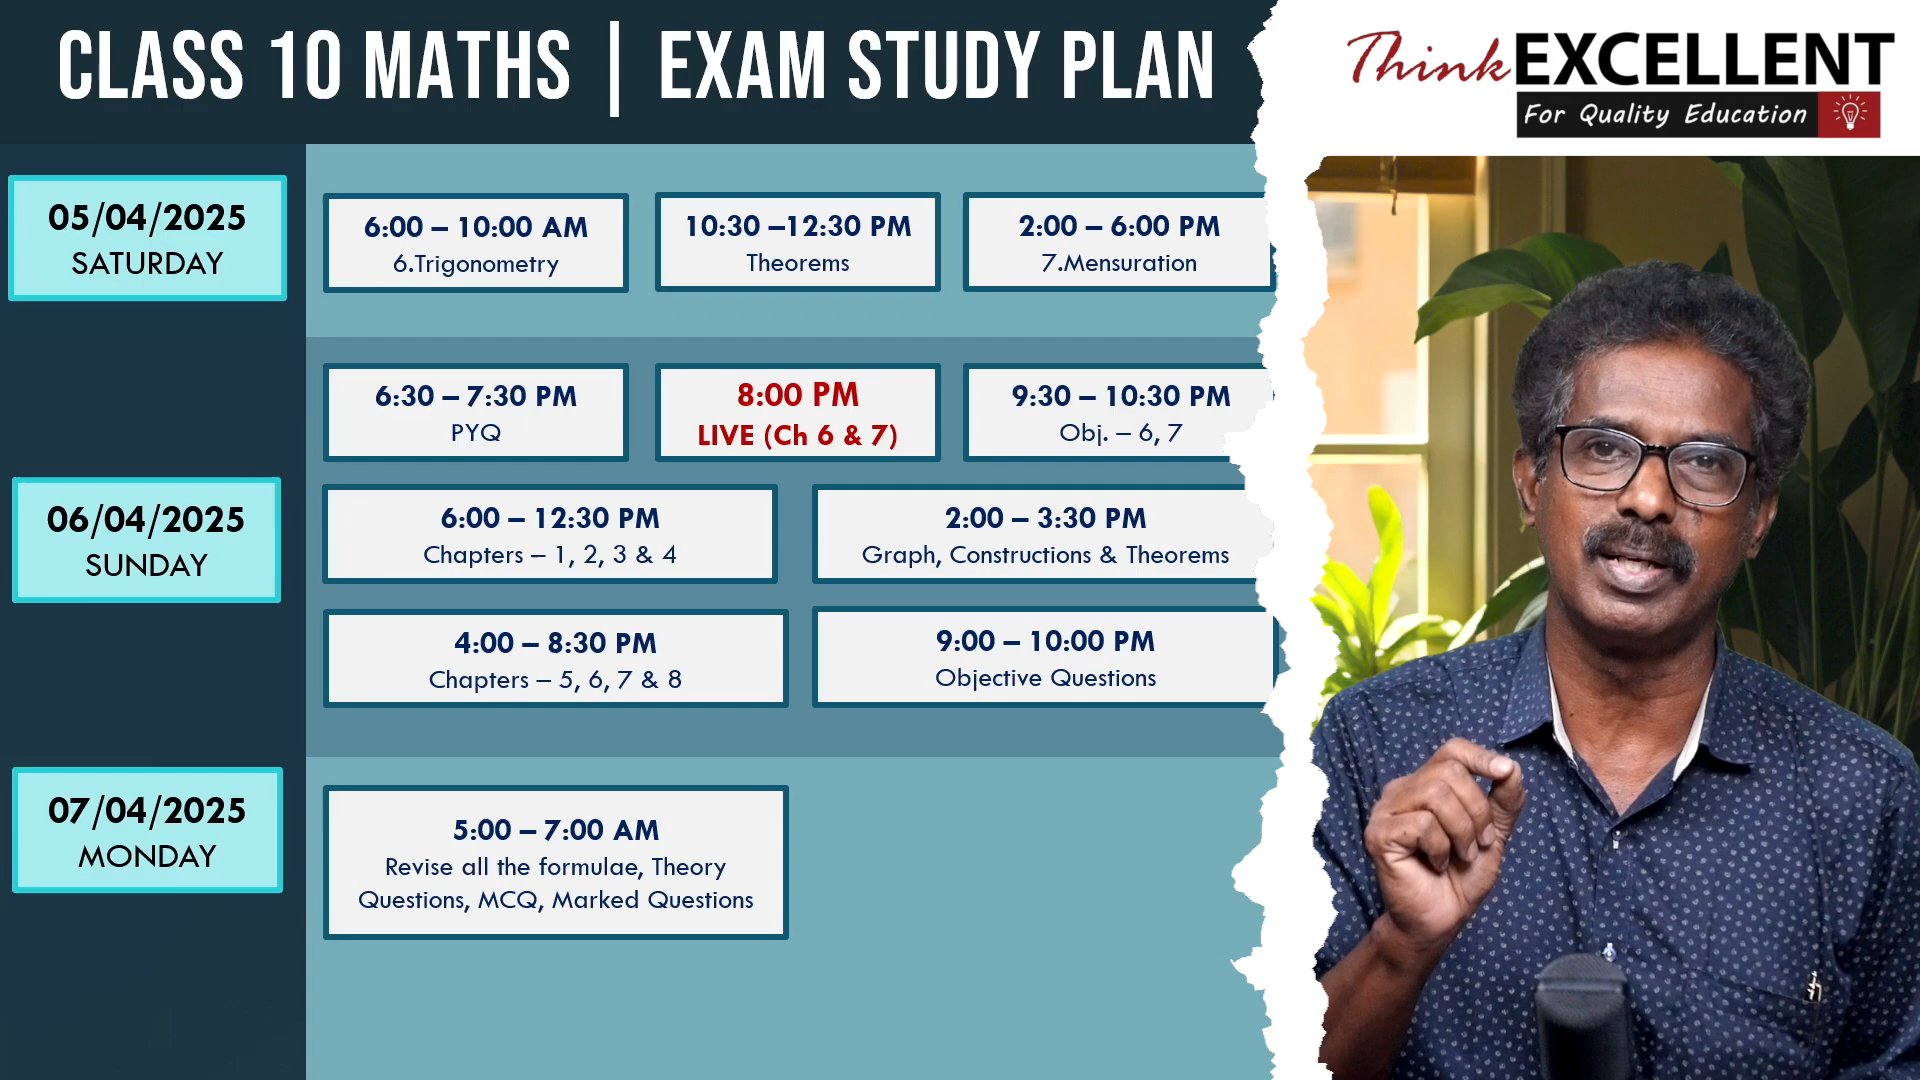 CLASS 10 MATHS | EXAM STUDY PLAN
Think EXCELLENT
For Quality Education
05/04/2025
SATURDAY
6:00 – 10:00 AM
6.Trigonometry
10:30 –12:30 PM
Theorems
2:00 – 6:00 PM
7.Mensuration
6:30 – 7:30 PM
PYQ
8:00 PM
LIVE (Ch 6 & 7)
9:30 – 10:30 PM
Obj. – 6, 7
06/04/2025
SUNDAY
6:00 – 12:30 PM
Chapters – 1, 2, 3 & 4
2:00 – 3:30 PM
Graph, Constructions & Theorems
4:00 – 8:30 PM
Chapters – 5, 6, 7 & 8
9:00 – 10:00 PM
Objective Questions
07/04/2025
MONDAY
5:00 – 7:00 AM
Revise all the formulae, Theory
Questions, MCQ, Marked Questions